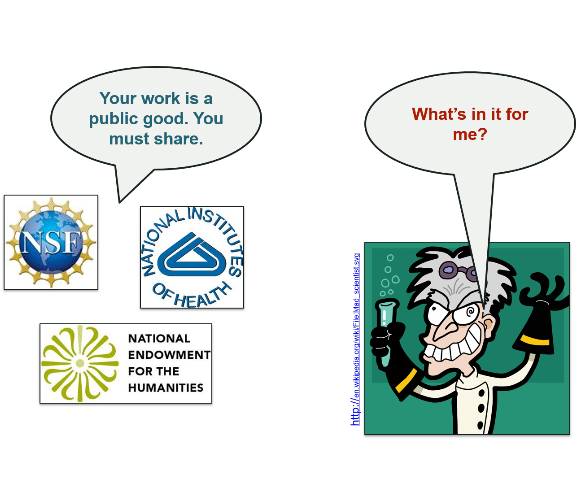 Your work is a
public good. You
must share.
What's in it for
me?
NSF
NATIONAL INSTITUTES
OF HEALTH
NATIONAL
ENDOWMENT
FOR THE
HUMANITIES
http://en.wikipedia.org/wiki/File:Mad_scientist.svg